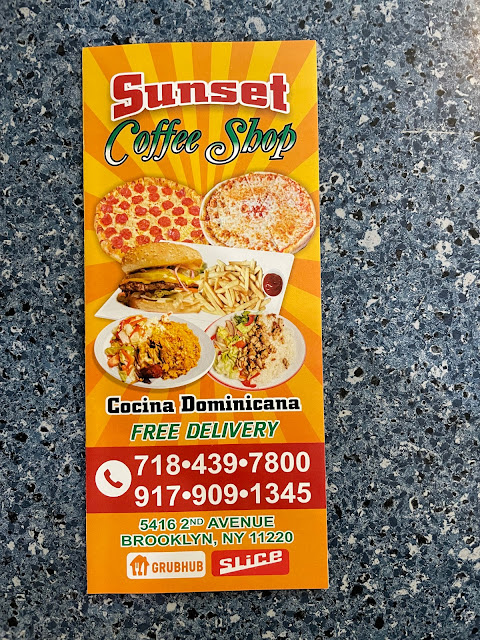 Sunset
Coffee Shop
Cocina Dominicana
FREE DELIVERY
718•439•7800
917•909•1345
5416 2ND AVENUE
BROOKLYN, NY 11220
GRUBHUB SLICE